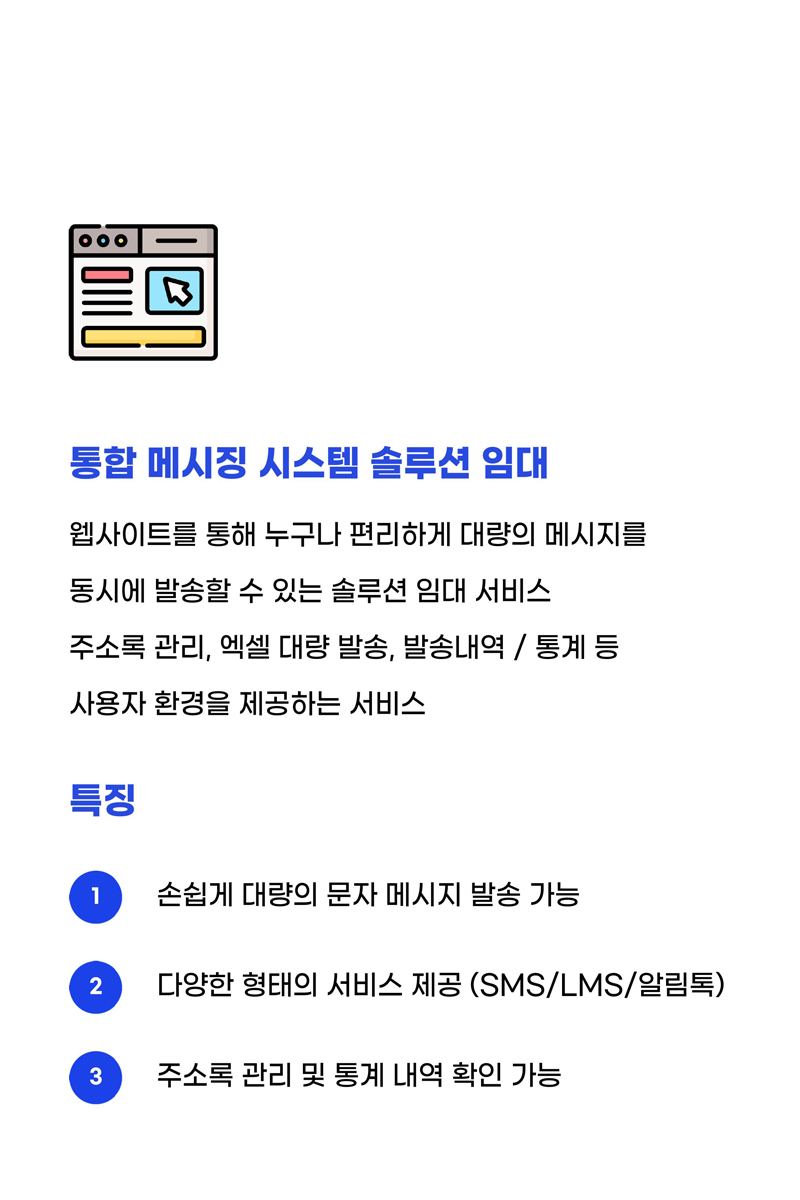 통합 메시징 시스템 솔루션 임대
웹사이트를 통해 누구나 편리하게 대량의 메시지를
동시에 발송할 수 있는 솔루션 임대 서비스
주소록 관리, 엑셀 대량 발송, 발송내역 / 통계 등
사용자 환경을 제공하는 서비스
특징
1 손쉽게 대량의 문자 메시지 발송 가능
2 다양한 형태의 서비스 제공 (SMS/LMS/알림톡)
3 주소록 관리 및 통계 내역 확인 가능